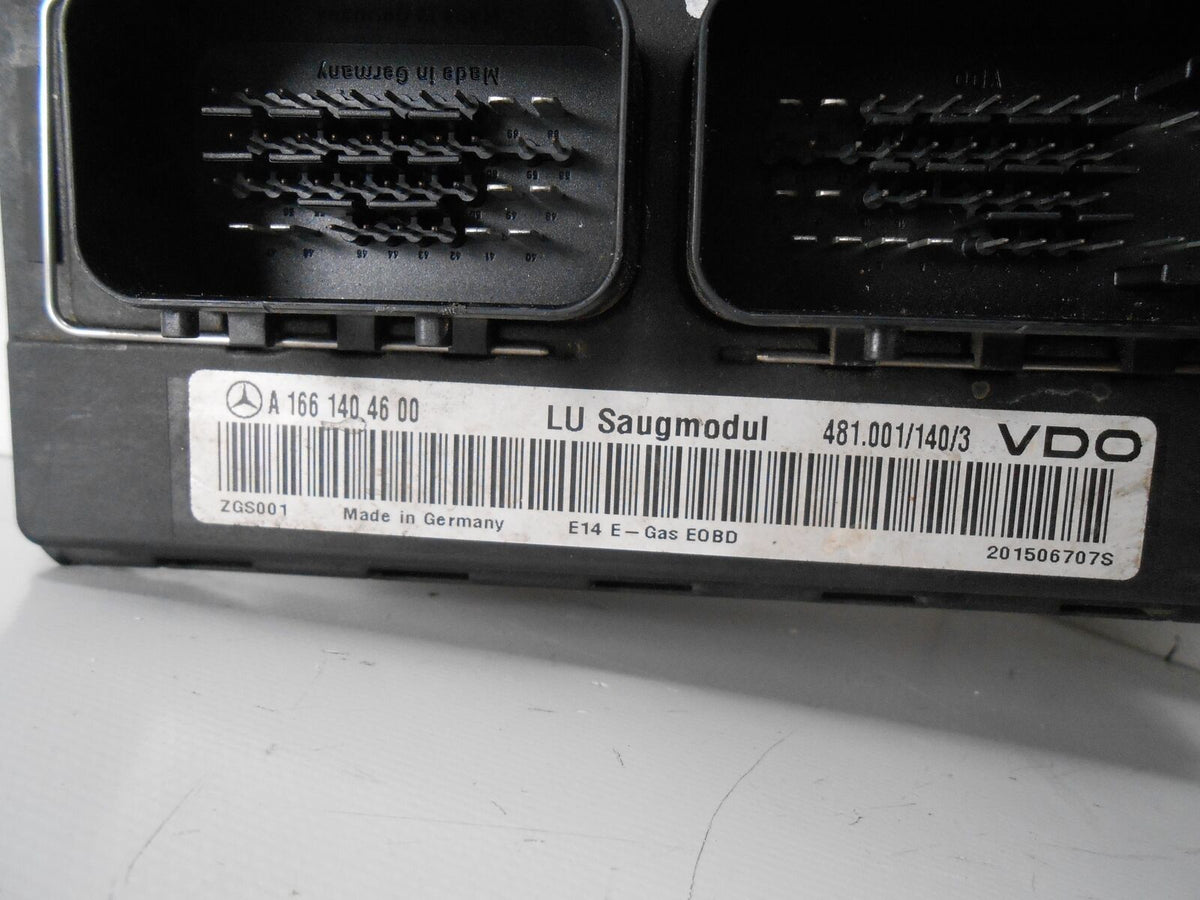 Made in Germany
A 166 140 46 00
LU Saugmodul
481.001/140/3
VDO
ZGS001
Made in Germany
E14 E-Gas EOBD
201506707S